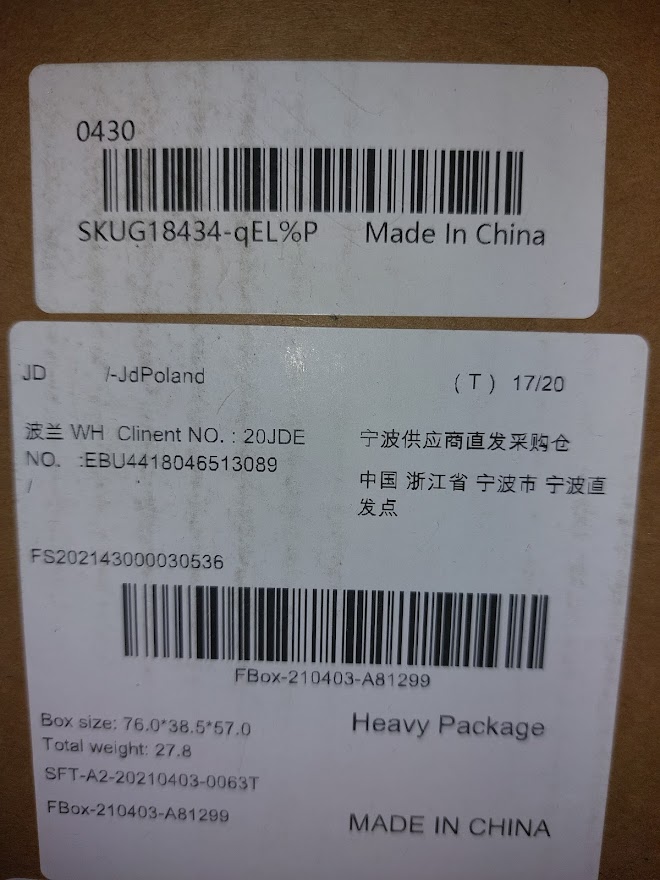 0430
SKUG18434-qEL%P Made In China
JD /-JdPoland (T) 17/20
波兰 WH Clinent NO. : 20JDE
NO. :EBU4418046513089
/
宁波供应商直发采购仓
中国 浙江省 宁波市 宁波直
发点
FS202143000030536
FBox-210403-A81299
Box size: 76.0*38.5*57.0
Total weight: 27.8
SFT-A2-20210403-0063T
FBox-210403-A81299
Heavy Package
MADE IN CHINA